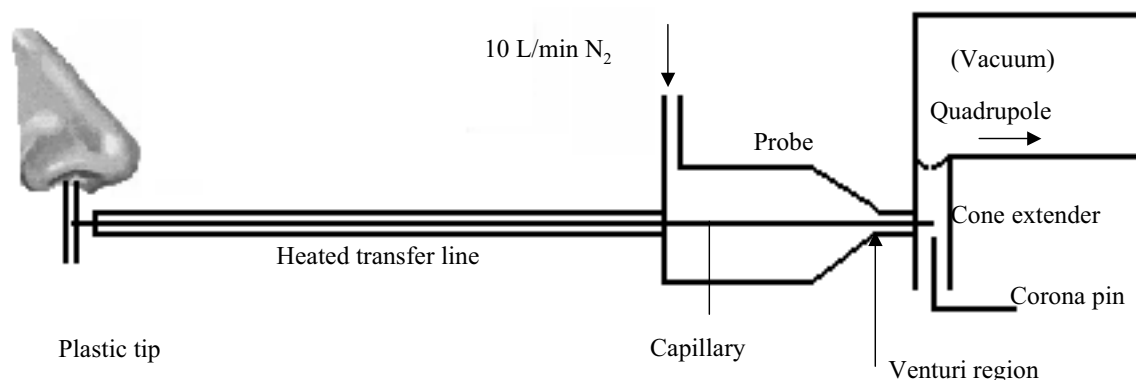 10 L/min N₂
(Vacuum)
Quadrupole
Probe
Cone extender
Heated transfer line
Corona pin
Plastic tip
Capillary
Venturi region